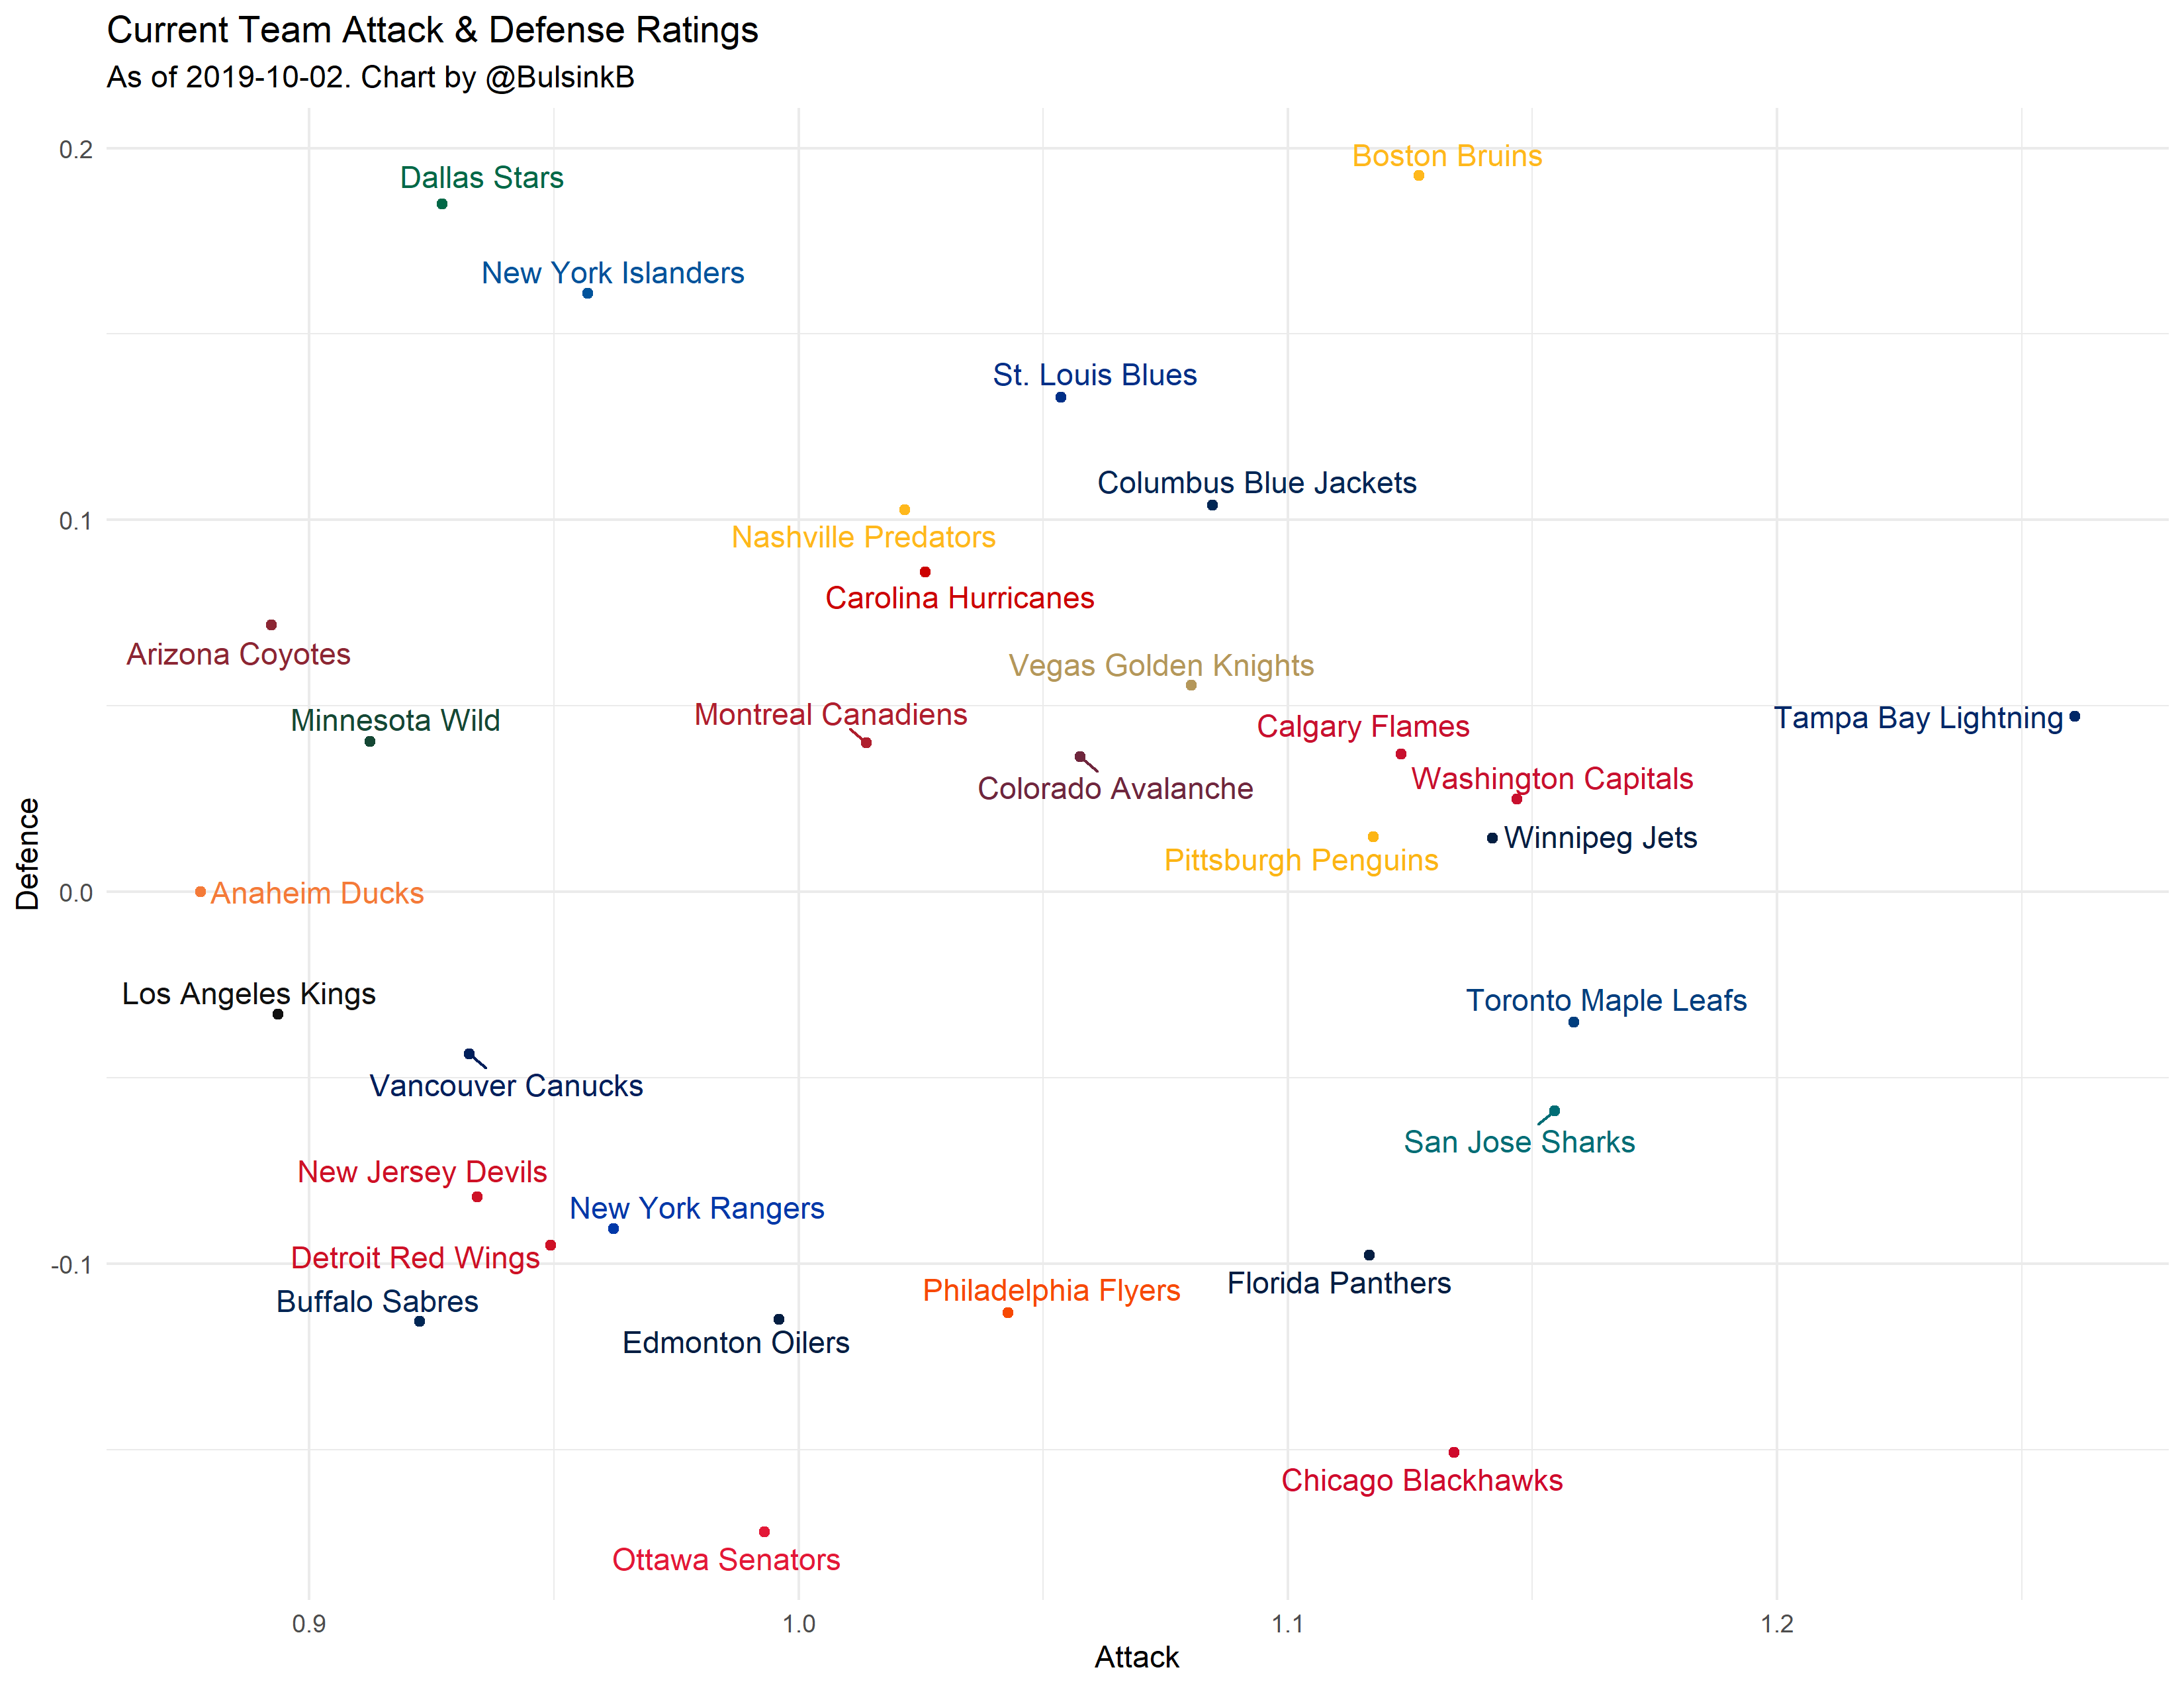 Current Team Attack & Defense Ratings
As of 2019-10-02. Chart by @BulsinkB
0.2
Boston Bruins
Dallas Stars
New York Islanders
St. Louis Blues
Columbus Blue Jackets
0.1
Nashville Predators
Carolina Hurricanes
Arizona Coyotes
Vegas Golden Knights
Montreal Canadiens
Tampa Bay Lightning
Minnesota Wild
Calgary Flames
Washington Capitals
Colorado Avalanche
Winnipeg Jets
Defence
Pittsburgh Penguins
0.0
Anaheim Ducks
Los Angeles Kings
Toronto Maple Leafs
Vancouver Canucks
San Jose Sharks
New Jersey Devils
New York Rangers
Detroit Red Wings
-0.1
Florida Panthers
Philadelphia Flyers
Buffalo Sabres
Edmonton Oilers
Chicago Blackhawks
Ottawa Senators
0.9
1.0
1.1
1.2
Attack